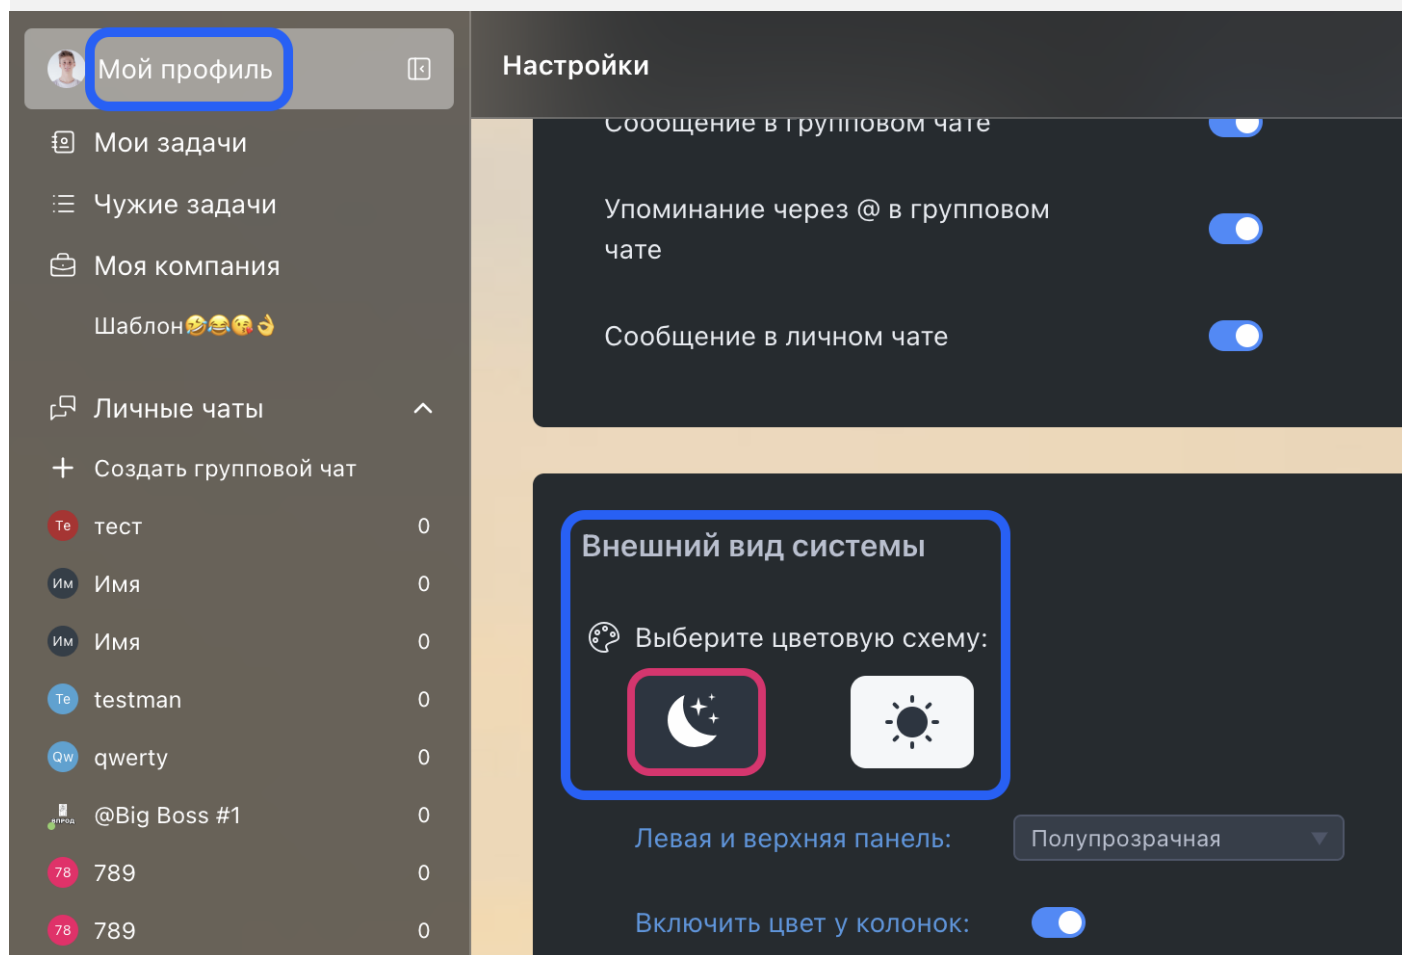 Мой профиль
Мои задачи
Чужие задачи
Моя компания
Шаблон🤣😂😘👌
Личные чаты
Создать групповой чат
Те тест 0
Им Имя 0
Им Имя 0
Te testman 0
Qw qwerty 0
ВПРОД @Big Boss #1 0
78 789 0
78 789 0
Настройки
Сообщение в групповом чате
Упоминание через @ в групповом
чате
Сообщение в личном чате
Внешний вид системы
Выберите цветовую схему:
Левая и верхняя панель: Полупрозрачная
Включить цвет у колонок: